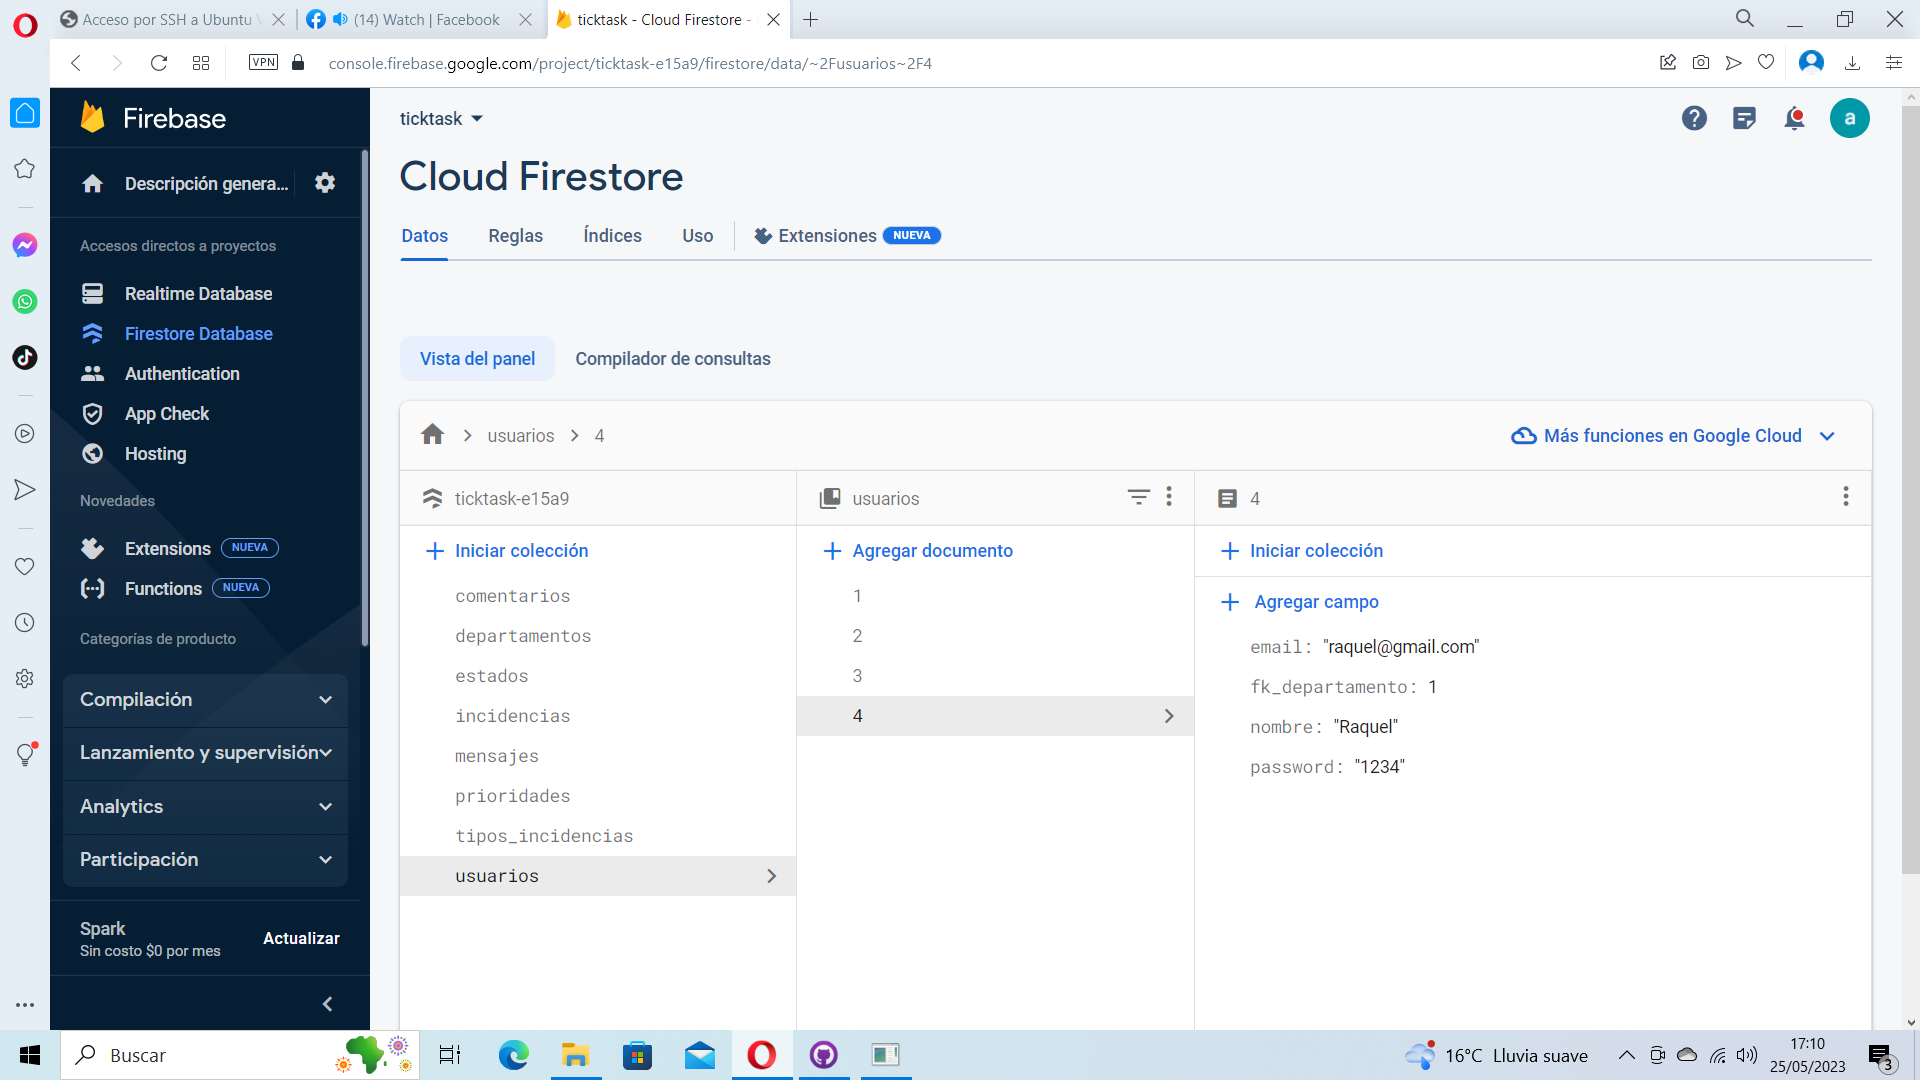 Acceso por SSH a Ubuntu
(14) Watch | Facebook
ticktask - Cloud Firestore -
VPN
console.firebase.google.com/project/ticktask-e15a9/firestore/data/~2Fusuarios~2F4
Firebase
Descripción genera...
Accesos directos a proyectos
Realtime Database
Firestore Database
Authentication
App Check
Hosting
Novedades
Extensions NUEVA
Functions NUEVA
Categorías de producto
Compilación
Lanzamiento y supervisión
Analytics
Participación
Spark
Sin costo $0 por mes
Actualizar
ticktask
a
Cloud Firestore
Datos
Reglas
Índices
Uso
Extensiones NUEVA
Vista del panel
Compilador de consultas
usuarios
4
Más funciones en Google Cloud
ticktask-e15a9
Iniciar colección
comentarios
departamentos
estados
incidencias
mensajes
prioridades
tipos_incidencias
usuarios
usuarios
Agregar documento
1
2
3
4
4
Iniciar colección
Agregar campo
email: "raquel@gmail.com"
fk_departamento: 1
nombre: "Raquel"
password: "1234"
Buscar
16°C Lluvia suave
17:10
25/05/2023
3